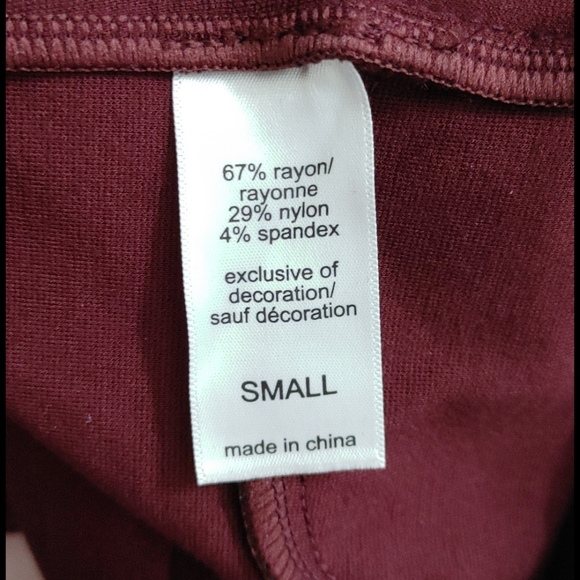 67% rayon/
rayonne
29% nylon
4% spandex
exclusive of
decoration/
sauf décoration
SMALL
made in china